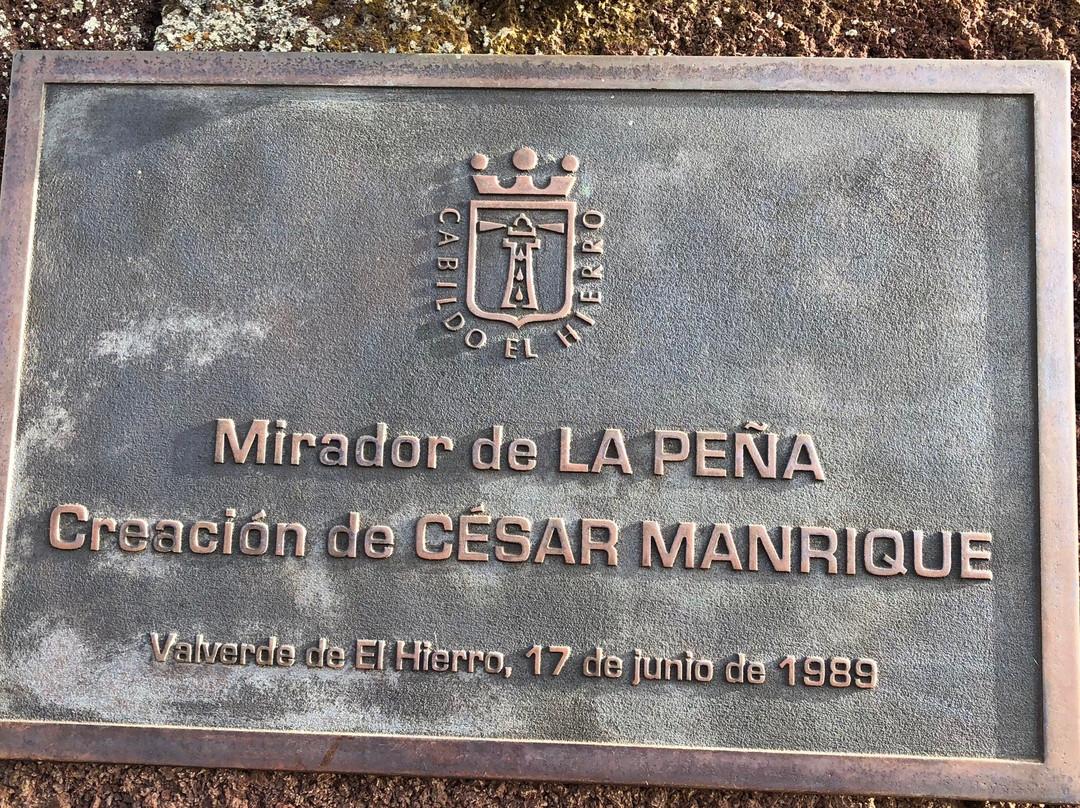 CABILDO EL HIERRO
Mirador de LA PEÑA
Creación de CÉSAR MANRIQUE
Valverde de El Hierro, 17 de junio de 1989